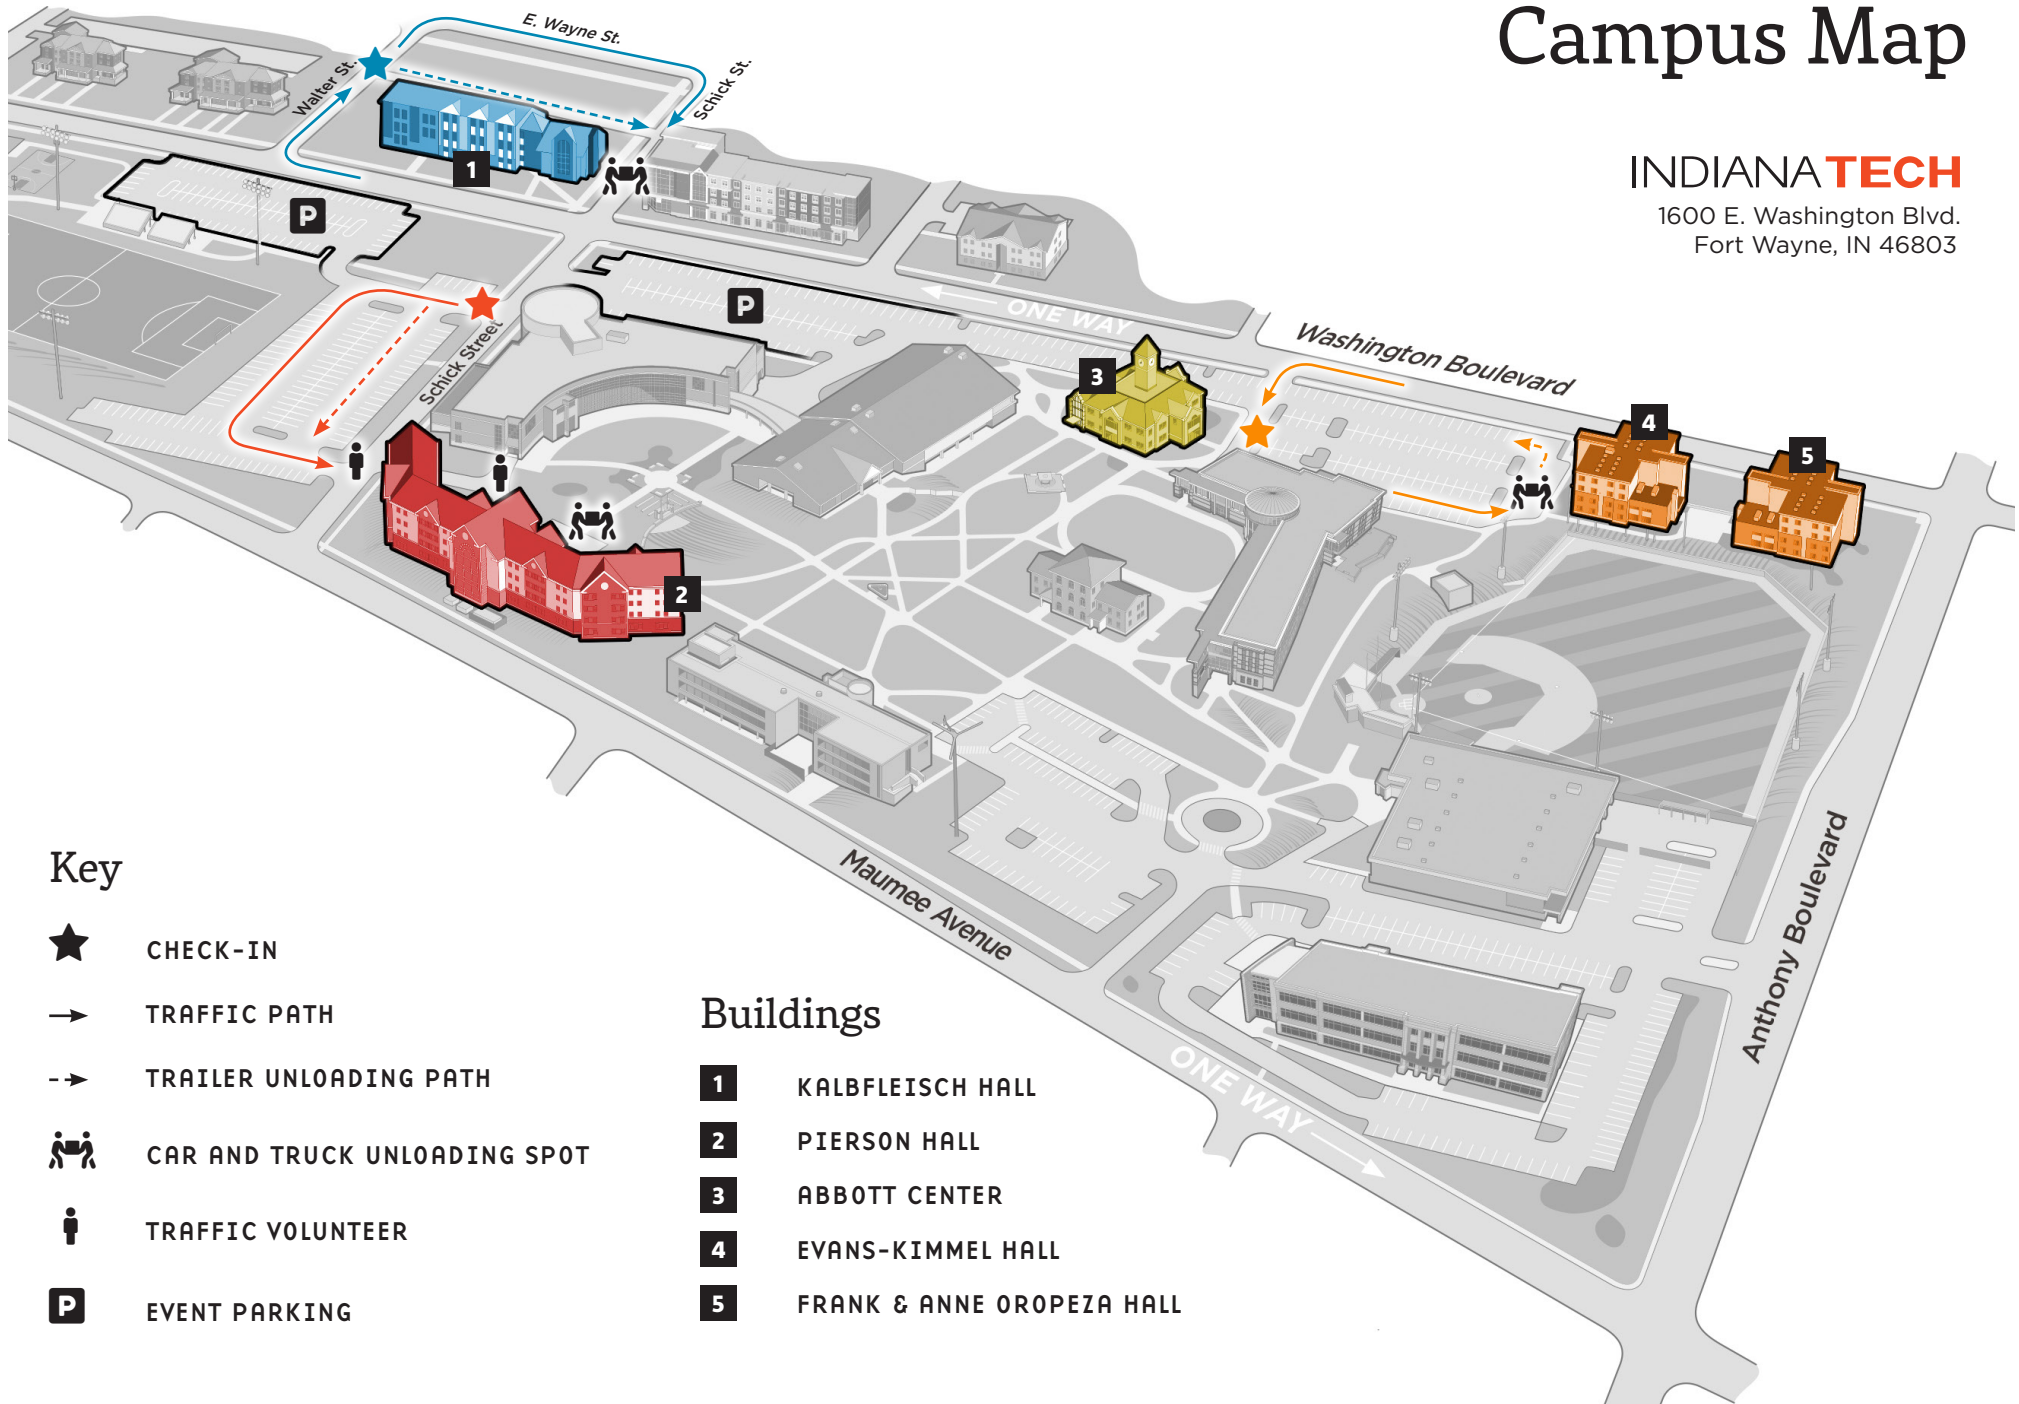 Campus Map
INDIANA TECH
1600 E. Washington Blvd.
Fort Wayne, IN 46803
E. Wayne St.
Walter St.
Schick St.
1
P
P
ONE WAY
Washington Boulevard
Schick Street
3
4
5
2
Maumee Avenue
Anthony Boulevard
ONE WAY
Key
CHECK-IN
TRAFFIC PATH
TRAILER UNLOADING PATH
CAR AND TRUCK UNLOADING SPOT
TRAFFIC VOLUNTEER
P EVENT PARKING
Buildings
1 KALBFLEISCH HALL
2 PIERSON HALL
3 ABBOTT CENTER
4 EVANS-KIMMEL HALL
5 FRANK & ANNE OROPEZA HALL